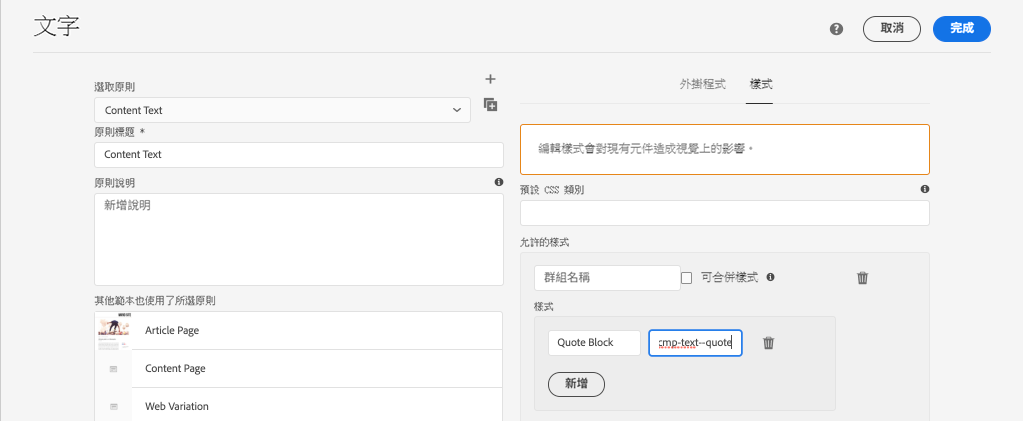 文字
取消
完成
選取原則
Content Text
原則標題 *
Content Text
原則說明
新增說明
其他範本也使用了所選原則
Article Page
Content Page
Web Variation
外掛程式
樣式
編輯樣式會對現有元件造成視覺上的影響。
預設 CSS 類別
允許的樣式
群組名稱
可合併樣式
樣式
Quote Block
cmp-text--quote
新增